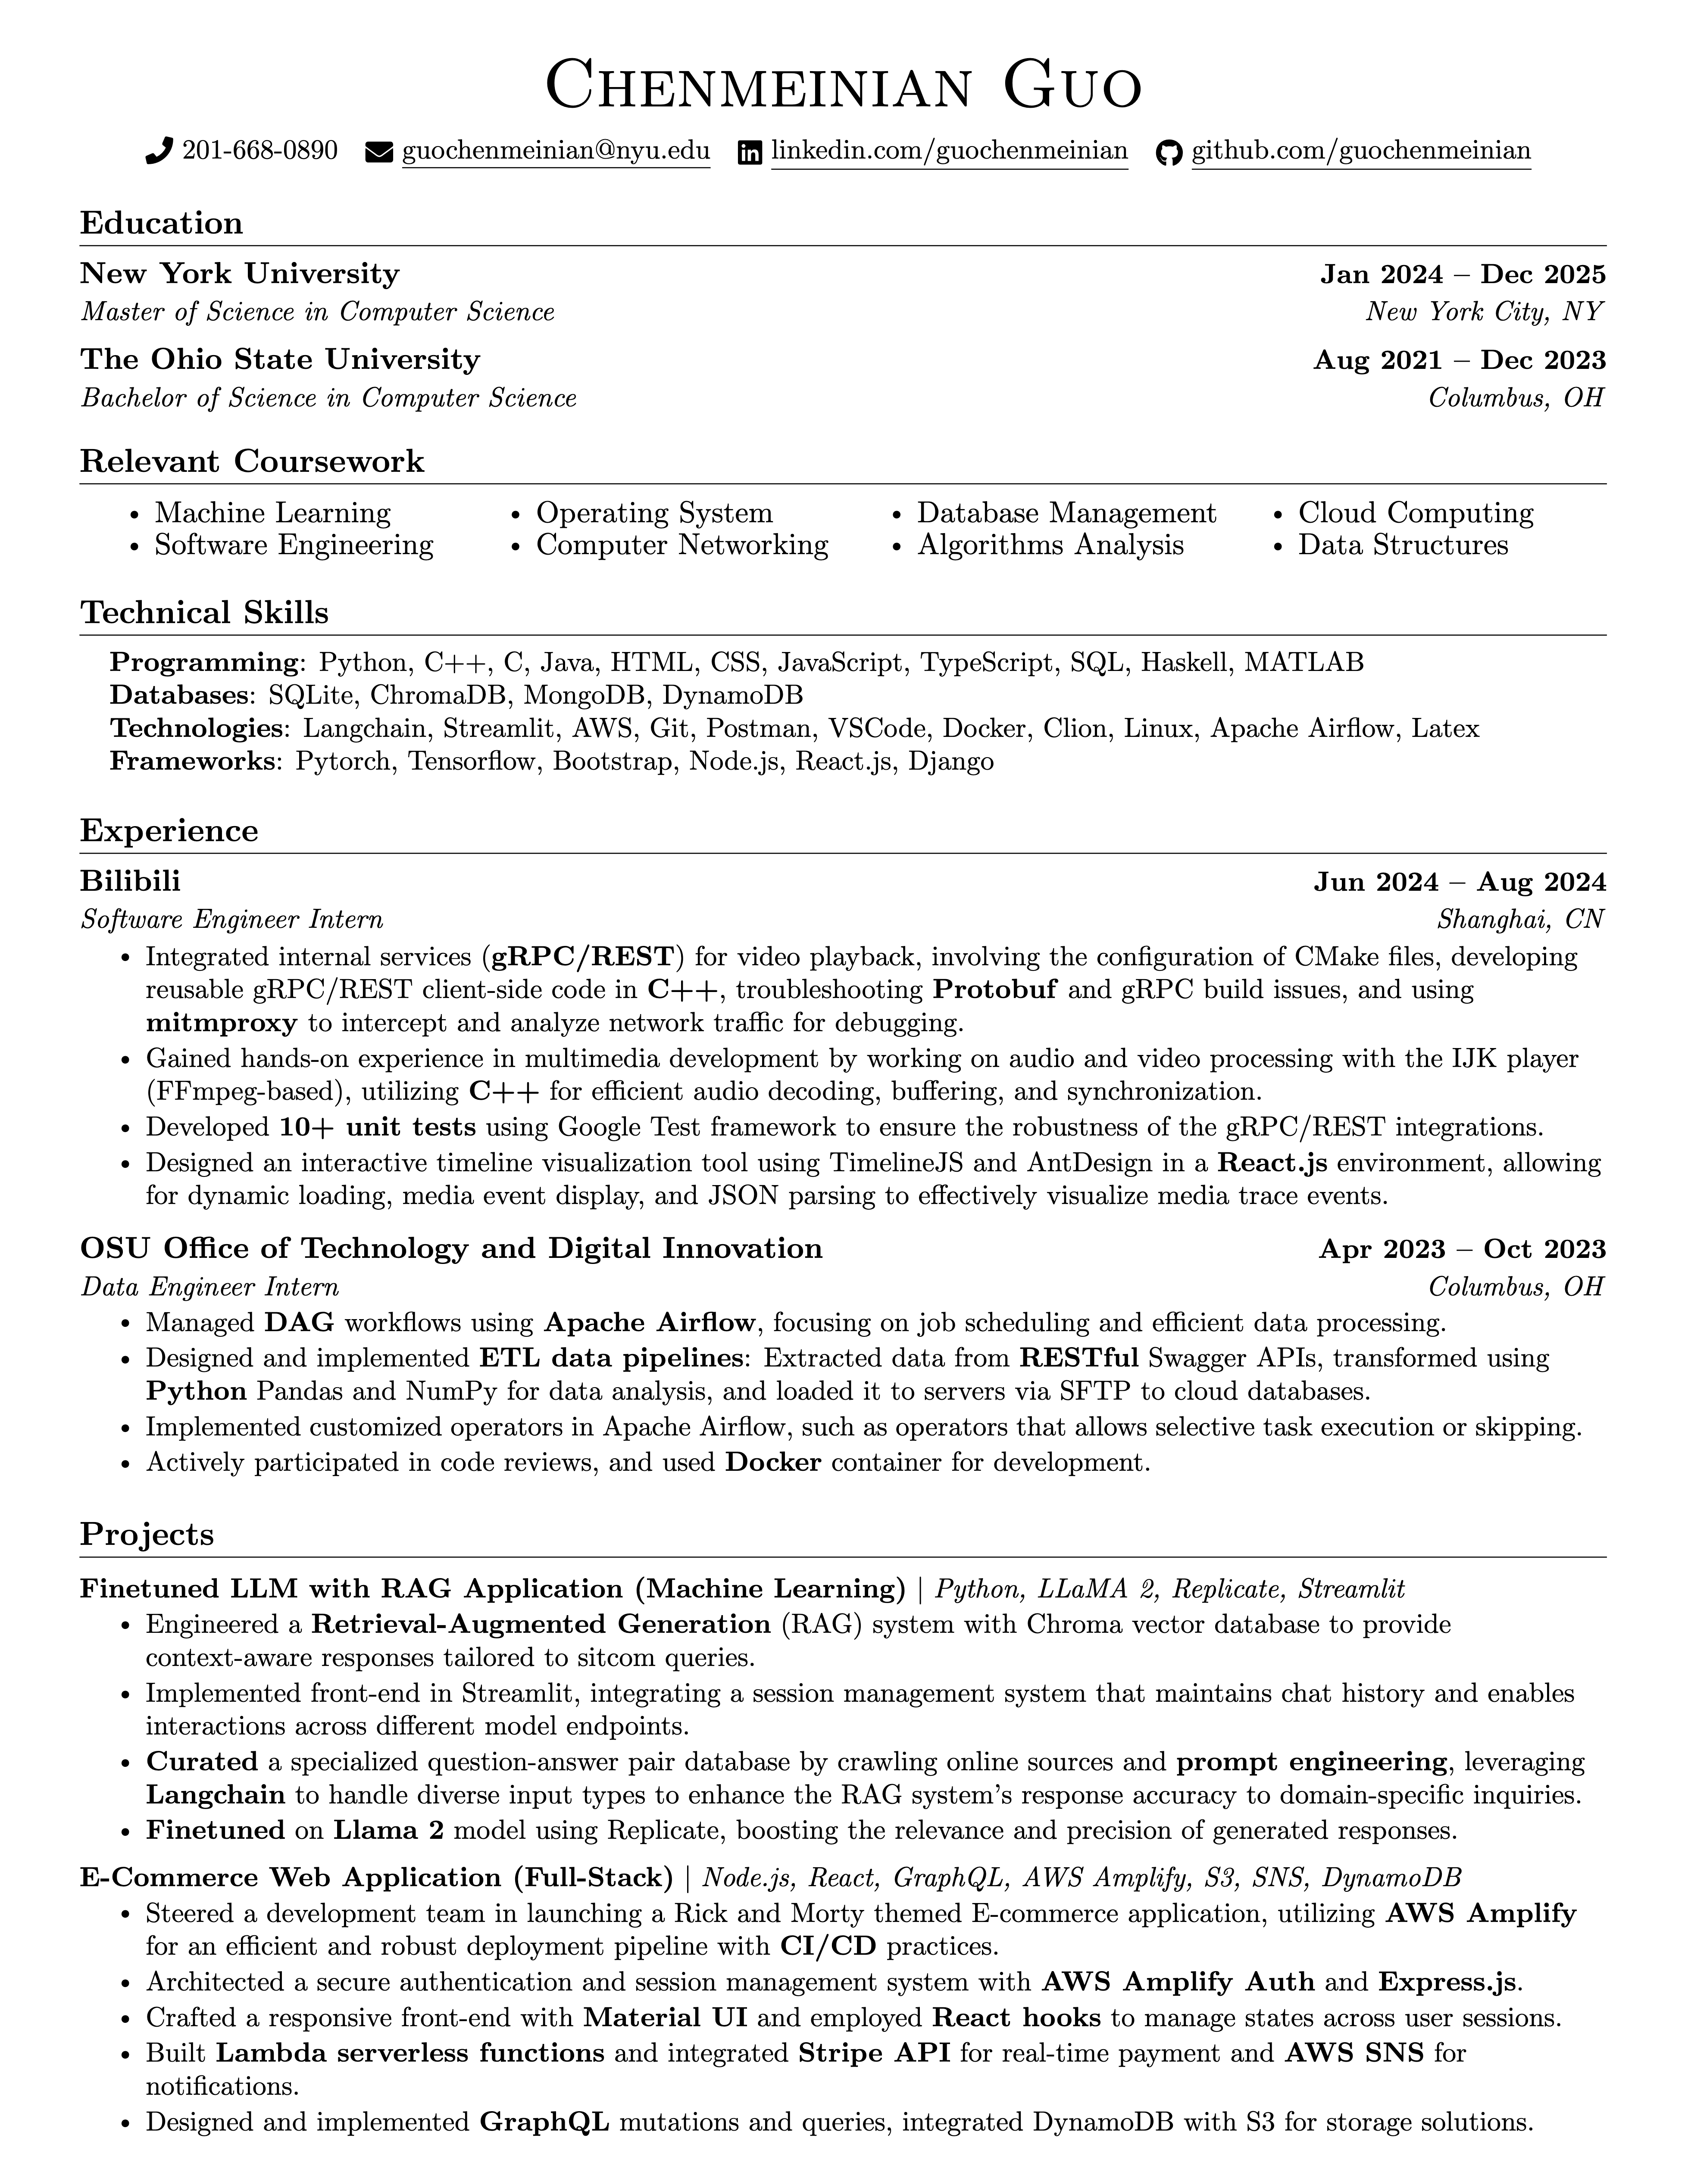 Chenmeinian Guo
201-668-0890 guochenmeinian@nyu.edu linkedin.com/guochenmeinian github.com/guochenmeinian
Education
New York University Jan 2024 – Dec 2025
Master of Science in Computer Science New York City, NY
The Ohio State University Aug 2021 – Dec 2023
Bachelor of Science in Computer Science Columbus, OH
Relevant Coursework
• Machine Learning • Operating System • Database Management • Cloud Computing
• Software Engineering • Computer Networking • Algorithms Analysis • Data Structures
Technical Skills
Programming: Python, C++, C, Java, HTML, CSS, JavaScript, TypeScript, SQL, Haskell, MATLAB
Databases: SQLite, ChromaDB, MongoDB, DynamoDB
Technologies: Langchain, Streamlit, AWS, Git, Postman, VSCode, Docker, Clion, Linux, Apache Airflow, Latex
Frameworks: Pytorch, Tensorflow, Bootstrap, Node.js, React.js, Django
Experience
Bilibili Jun 2024 – Aug 2024
Software Engineer Intern Shanghai, CN
• Integrated internal services (gRPC/REST) for video playback, involving the configuration of CMake files, developing
reusable gRPC/REST client-side code in C++, troubleshooting Protobuf and gRPC build issues, and using
mitmproxy to intercept and analyze network traffic for debugging.
• Gained hands-on experience in multimedia development by working on audio and video processing with the IJK player
(FFmpeg-based), utilizing C++ for efficient audio decoding, buffering, and synchronization.
• Developed 10+ unit tests using Google Test framework to ensure the robustness of the gRPC/REST integrations.
• Designed an interactive timeline visualization tool using TimelineJS and AntDesign in a React.js environment, allowing
for dynamic loading, media event display, and JSON parsing to effectively visualize media trace events.
OSU Office of Technology and Digital Innovation Apr 2023 – Oct 2023
Data Engineer Intern Columbus, OH
• Managed DAG workflows using Apache Airflow, focusing on job scheduling and efficient data processing.
• Designed and implemented ETL data pipelines: Extracted data from RESTful Swagger APIs, transformed using
Python Pandas and NumPy for data analysis, and loaded it to servers via SFTP to cloud databases.
• Implemented customized operators in Apache Airflow, such as operators that allows selective task execution or skipping.
• Actively participated in code reviews, and used Docker container for development.
Projects
Finetuned LLM with RAG Application (Machine Learning) | Python, LLaMA 2, Replicate, Streamlit
• Engineered a Retrieval-Augmented Generation (RAG) system with Chroma vector database to provide
context-aware responses tailored to sitcom queries.
• Implemented front-end in Streamlit, integrating a session management system that maintains chat history and enables
interactions across different model endpoints.
• Curated a specialized question-answer pair database by crawling online sources and prompt engineering, leveraging
Langchain to handle diverse input types to enhance the RAG system's response accuracy to domain-specific inquiries.
• Finetuned on Llama 2 model using Replicate, boosting the relevance and precision of generated responses.
E-Commerce Web Application (Full-Stack) | Node.js, React, GraphQL, AWS Amplify, S3, SNS, DynamoDB
• Steered a development team in launching a Rick and Morty themed E-commerce application, utilizing AWS Amplify
for an efficient and robust deployment pipeline with CI/CD practices.
• Architected a secure authentication and session management system with AWS Amplify Auth and Express.js.
• Crafted a responsive front-end with Material UI and employed React hooks to manage states across user sessions.
• Built Lambda serverless functions and integrated Stripe API for real-time payment and AWS SNS for
notifications.
• Designed and implemented GraphQL mutations and queries, integrated DynamoDB with S3 for storage solutions.